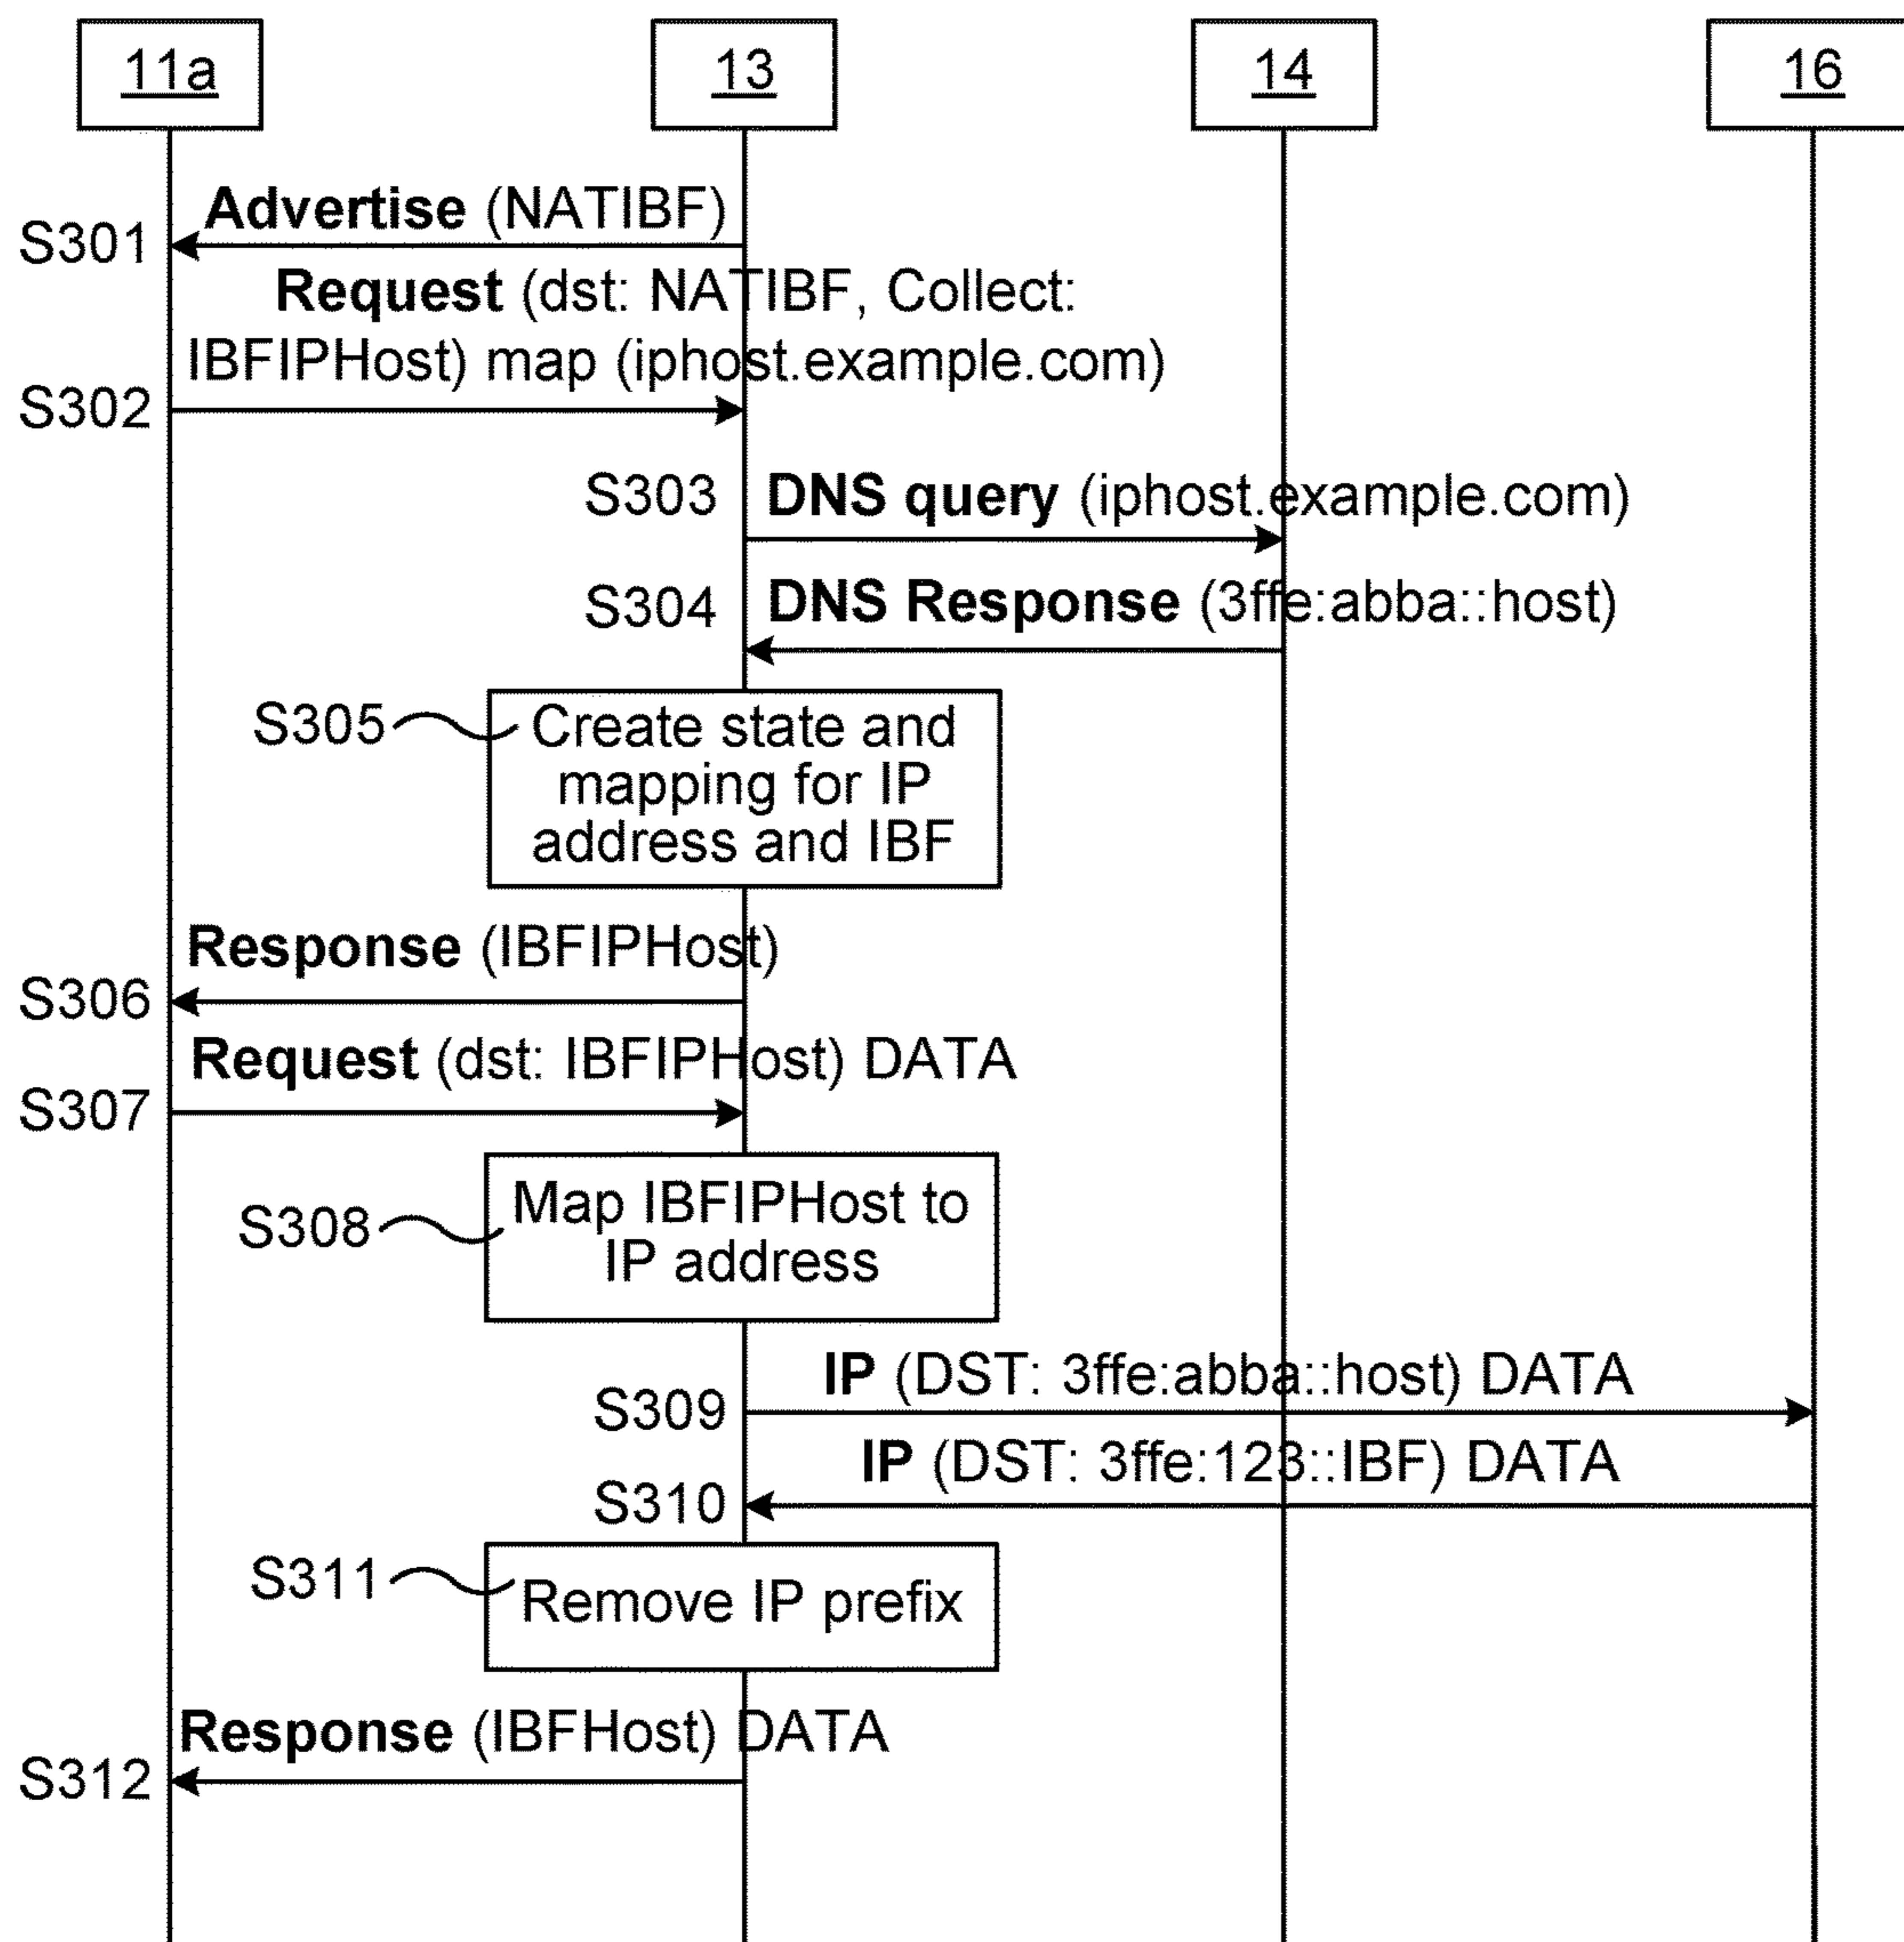 11a
13
14
16
Advertise (NATIBF)
S301
Request (dst: NATIBF, Collect:
IBFIPHost) map (iphost.example.com)
S302
S303
DNS query (iphost.example.com)
S304
DNS Response (3ffe:abba::host)
S305
Create state and
mapping for IP
address and IBF
Response (IBFIPHost)
S306
Request (dst: IBFIPHost) DATA
S307
S308
Map IBFIPHost to
IP address
IP (DST: 3ffe:abba::host) DATA
S309
IP (DST: 3ffe:123::IBF) DATA
S310
S311
Remove IP prefix
Response (IBFHost) DATA
S312